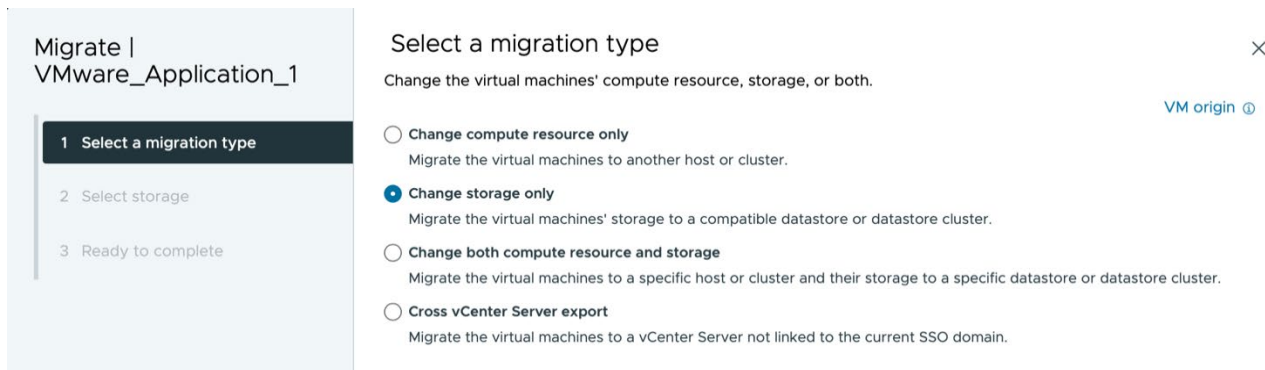 Migrate |
VMware_Application_1
1 Select a migration type
2 Select storage
3 Ready to complete
Select a migration type
Change the virtual machines' compute resource, storage, or both.
VM origin
Change compute resource only
Migrate the virtual machines to another host or cluster.
Change storage only
Migrate the virtual machines' storage to a compatible datastore or datastore cluster.
Change both compute resource and storage
Migrate the virtual machines to a specific host or cluster and their storage to a specific datastore or datastore cluster.
Cross vCenter Server export
Migrate the virtual machines to a vCenter Server not linked to the current SSO domain.